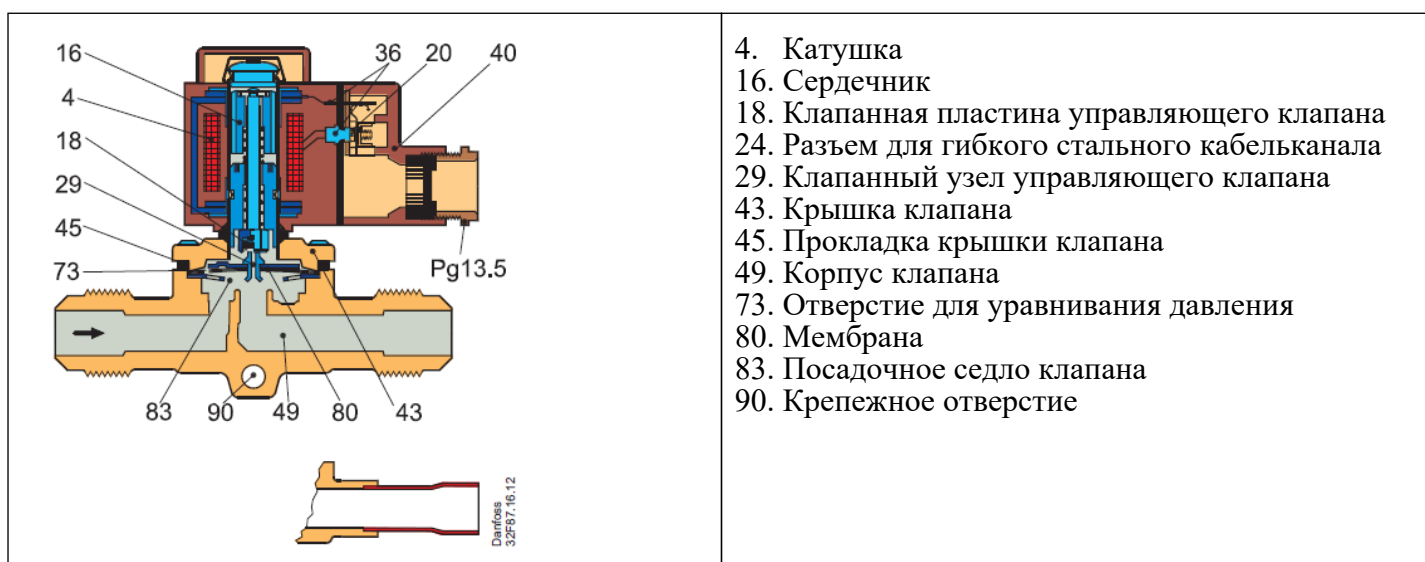 16
36
20
40
4
18
29
45
73
Pg13.5
83
90
49
80
43
Danfoss
32F87.16.12
4. Катушка
16. Сердечник
18. Клапанная пластина управляющего клапана
24. Разъем для гибкого стального кабельканала
29. Клапанный узел управляющего клапана
43. Крышка клапана
45. Прокладка крышки клапана
49. Корпус клапана
73. Отверстие для уравнивания давления
80. Мембрана
83. Посадочное седло клапана
90. Крепежное отверстие